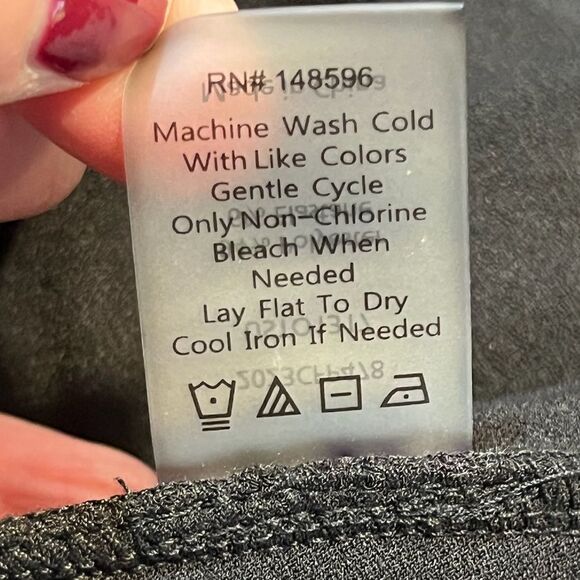 RN# 148596
Machine Wash Cold
With Like Colors
Gentle Cycle
Only Non-Chlorine
Bleach When
Needed
Lay Flat To Dry
Cool Iron If Needed